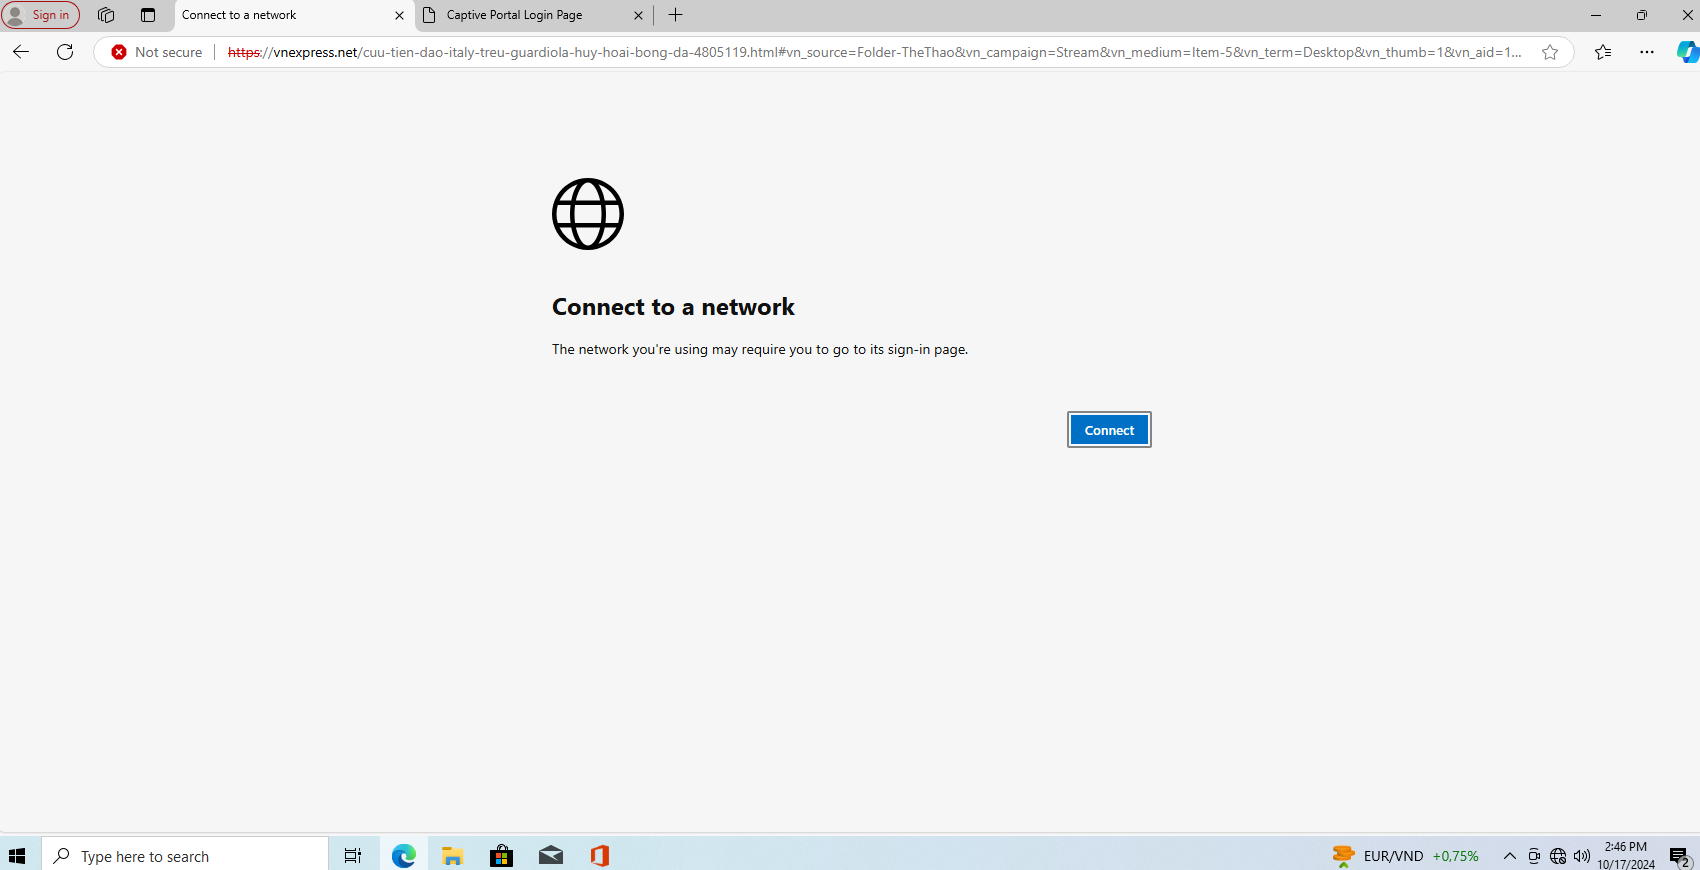 Sign in
Connect to a network
Captive Portal Login Page
Not secure
https://vnexpress.net/cuu-tien-dao-italy-treu-guardiola-huy-hoai-bong-da-4805119.html#vn_source=Folder-TheThao&vn_campaign=Stream&vn_medium=Item-5&vn_term=Desktop&vn_thumb=1&vn_aid=1...
Connect to a network
The network you're using may require you to go to its sign-in page.
Connect
Type here to search
EUR/VND +0,75%
2:46 PM
10/17/2024
2